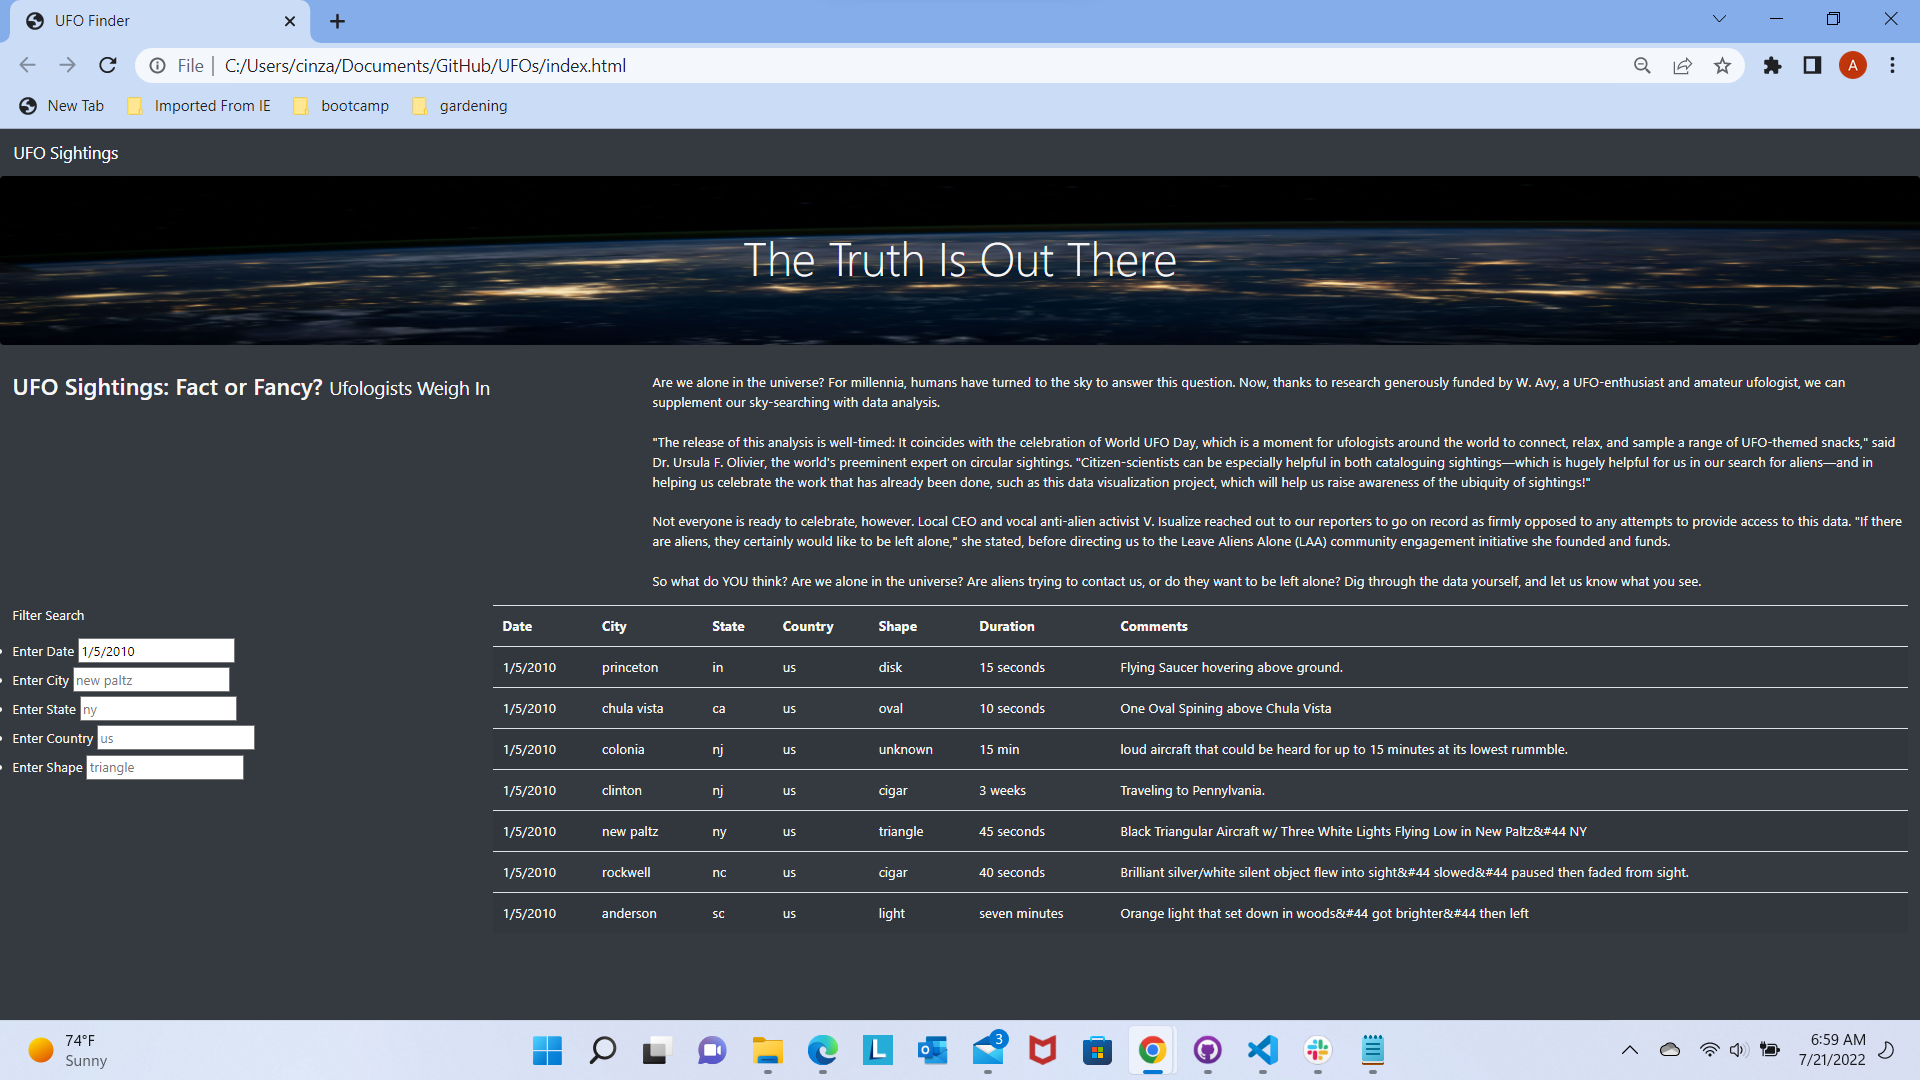 UFO Finder
File | C:/Users/cinza/Documents/GitHub/UFOs/index.html
A
New Tab
Imported From IE
bootcamp
gardening
UFO Sightings
The Truth Is Out There
UFO Sightings: Fact or Fancy? Ufologists Weigh In
Are we alone in the universe? For millennia, humans have turned to the sky to answer this question. Now, thanks to research generously funded by W. Avy, a UFO-enthusiast and amateur ufologist, we can
supplement our sky-searching with data analysis.
"The release of this analysis is well-timed: It coincides with the celebration of World UFO Day, which is a moment for ufologists around the world to connect, relax, and sample a range of UFO-themed snacks," said
Dr. Ursula F. Olivier, the world's preeminent expert on circular sightings. "Citizen-scientists can be especially helpful in both cataloguing sightings—which is hugely helpful for us in our search for aliens—and in
helping us celebrate the work that has already been done, such as this data visualization project, which will help us raise awareness of the ubiquity of sightings!"
Not everyone is ready to celebrate, however. Local CEO and vocal anti-alien activist V. Isualize reached out to our reporters to go on record as firmly opposed to any attempts to provide access to this data. "If there
are aliens, they certainly would like to be left alone," she stated, before directing us to the Leave Aliens Alone (LAA) community engagement initiative she founded and funds.
So what do YOU think? Are we alone in the universe? Are aliens trying to contact us, or do they want to be left alone? Dig through the data yourself, and let us know what you see.
Filter Search
Enter Date 1/5/2010
Enter City new paltz
Enter State ny
Enter Country us
Enter Shape triangle
Date City State Country Shape Duration Comments
1/5/2010 princeton in us disk 15 seconds Flying Saucer hovering above ground.
1/5/2010 chula vista ca us oval 10 seconds One Oval Spining above Chula Vista
1/5/2010 colonia nj us unknown 15 min loud aircraft that could be heard for up to 15 minutes at its lowest rummble.
1/5/2010 clinton nj us cigar 3 weeks Traveling to Pennylvania.
1/5/2010 new paltz ny us triangle 45 seconds Black Triangular Aircraft w/ Three White Lights Flying Low in New Paltz&#44 NY
1/5/2010 rockwell nc us cigar 40 seconds Brilliant silver/white silent object flew into sight&#44 slowed&#44 paused then faded from sight.
1/5/2010 anderson sc us light seven minutes Orange light that set down in woods&#44 got brighter&#44 then left
74°F
Sunny
L
o
3
6:59 AM
7/21/2022